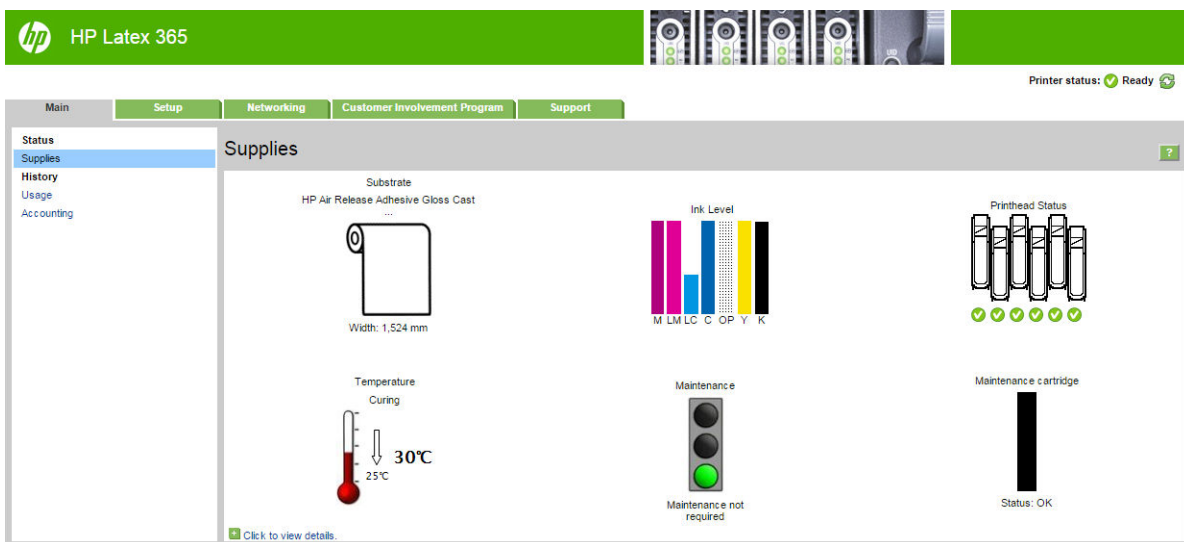 hp HP Latex 365
Printer status: Ready
Main Setup Networking Customer Involvement Program Support
Status
Supplies
History
Usage
Accounting
Supplies
?
Substrate
HP Air Release Adhesive Gloss Cast
...
Width: 1,524 mm
Ink Level
M LM LC C OP Y K
Printhead Status
Temperature
Curing
30°C
25°C
Maintenance
Maintenance not
required
Maintenance cartridge
Status: OK
Click to view details.
UID